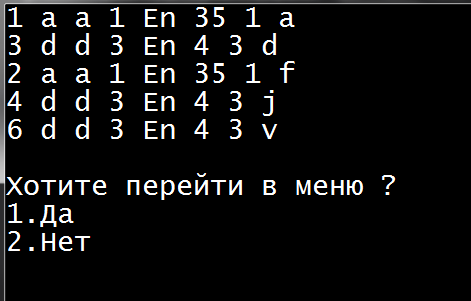 1 a a 1 En 35 1 a
3 d d 3 En 4 3 d
2 a a 1 En 35 1 f
4 d d 3 En 4 3 j
6 d d 3 En 4 3 v
Хотите перейти в меню ?
1.Да
2.Нет